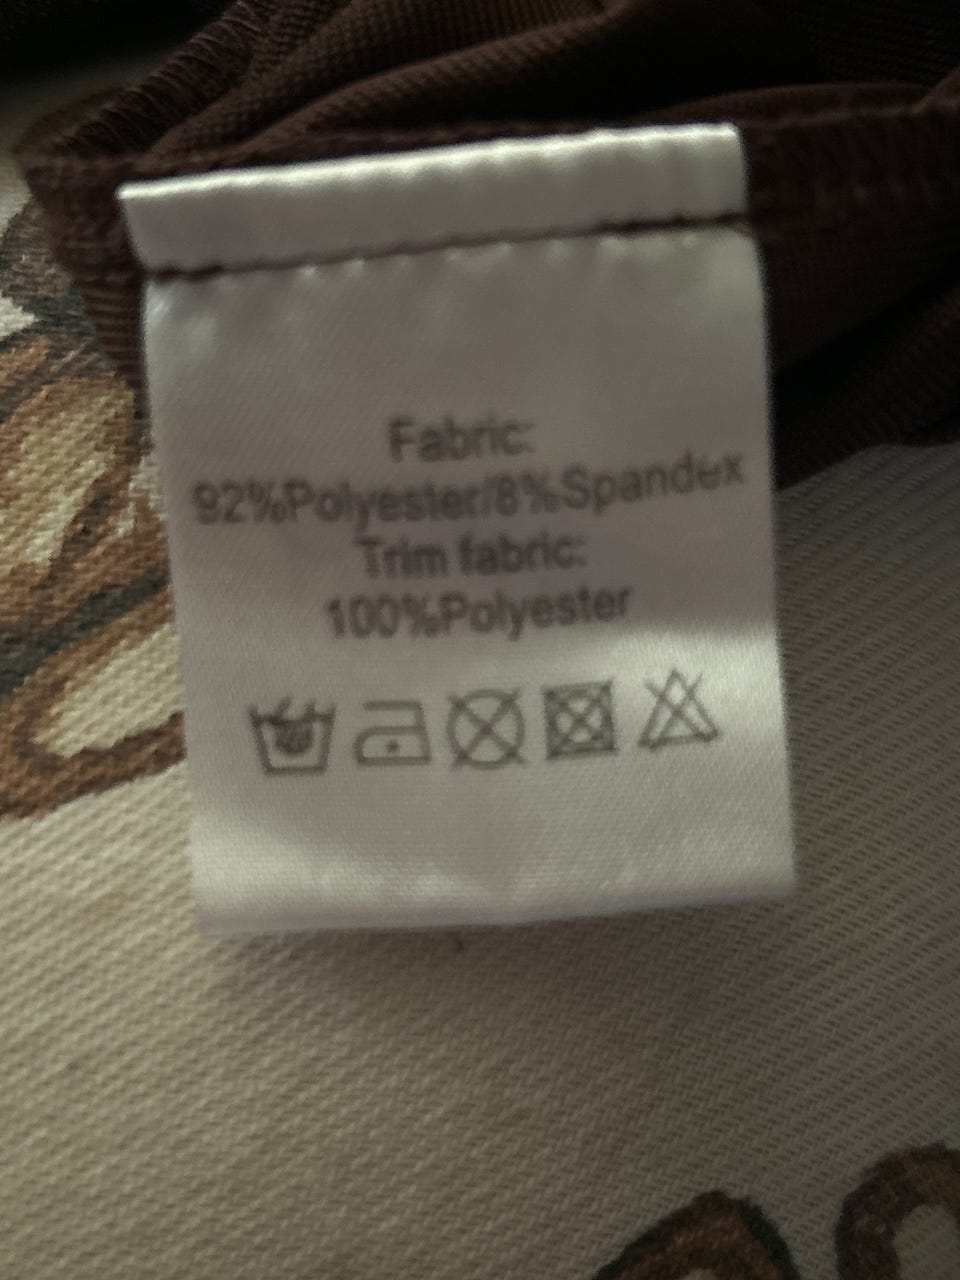 Fabric:
92%Polyester/8%Spandex
Trim fabric:
100%Polyester